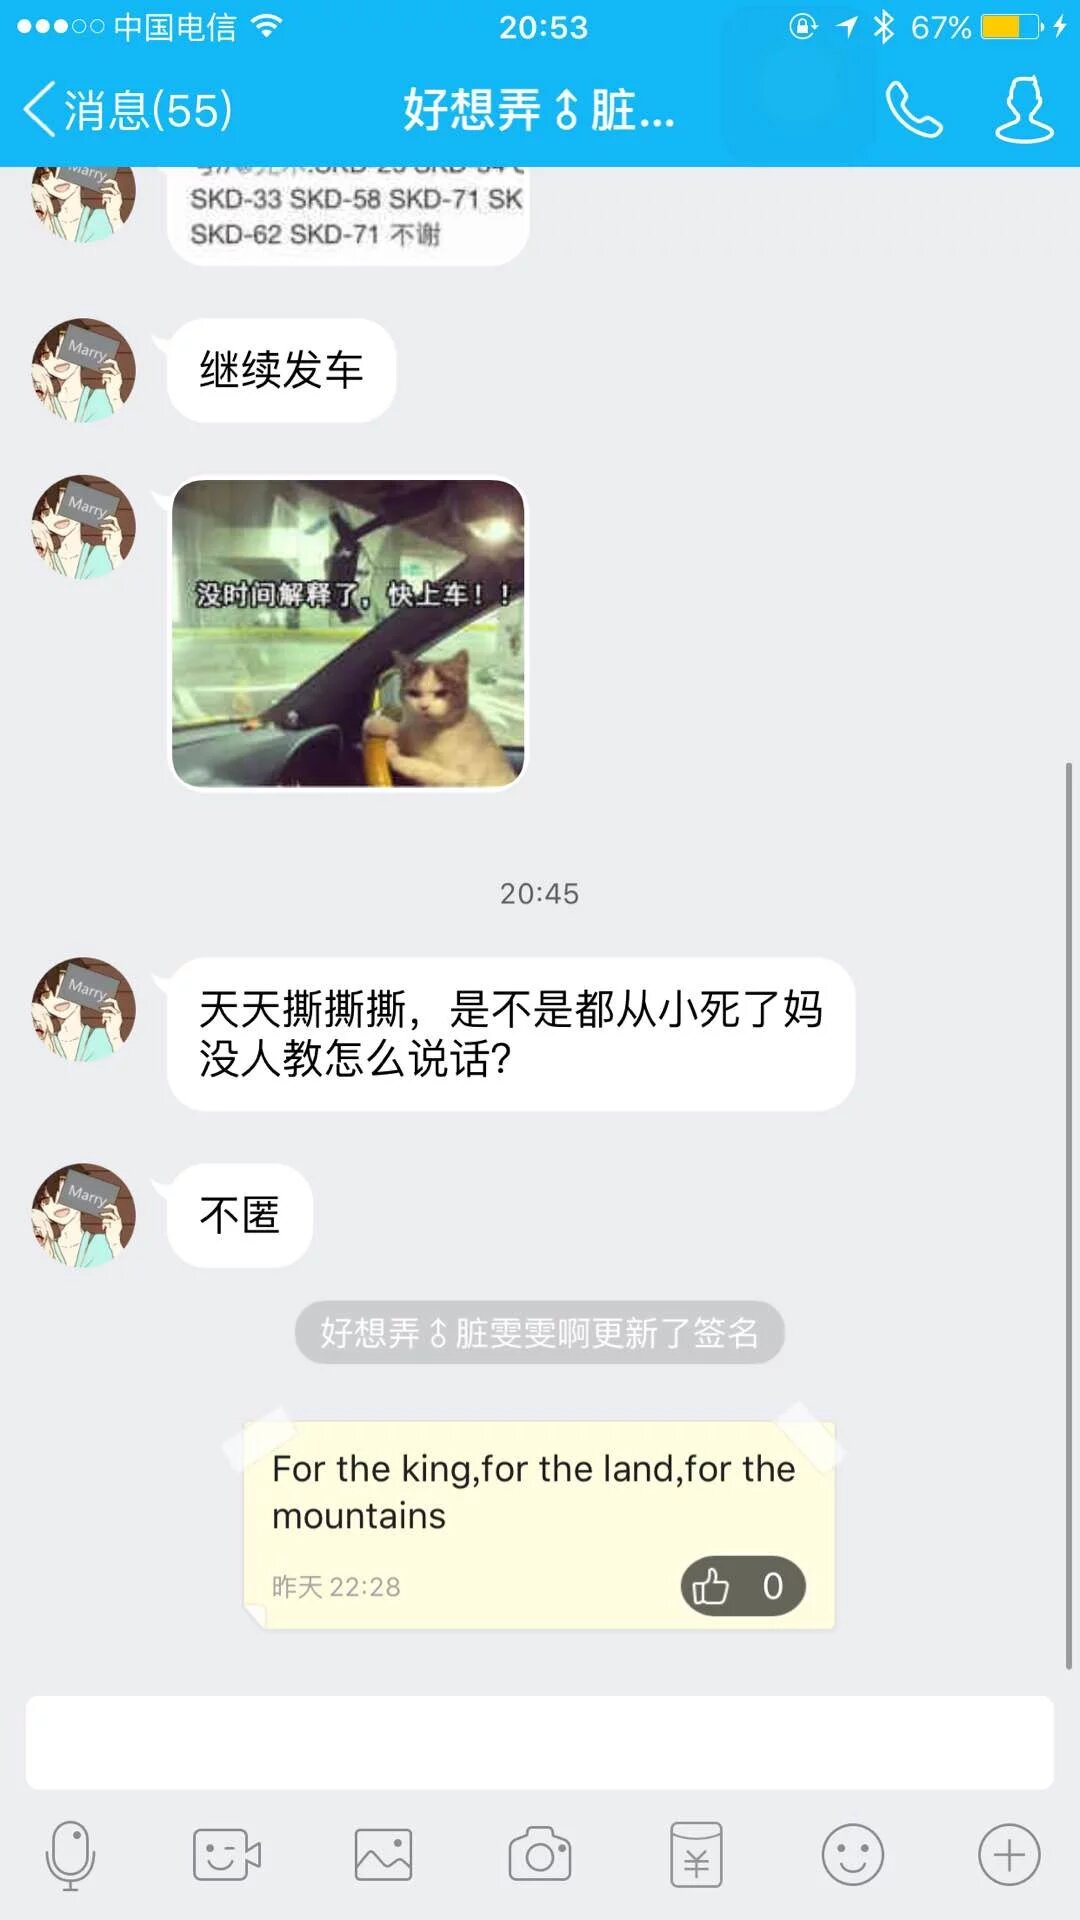 中国电信
20:53
67%
消息(55)
好想弄♂脏...
SKD-33 SKD-58 SKD-71 SK
SKD-62 SKD-71 不谢
Marry
继续发车
Marry
没时间解释了，快上车！！
20:45
Marry
天天撕撕撕，是不是都从小死了妈
没人教怎么说话?
Marry
不匿
好想弄♂脏雯雯啊更新了签名
For the king,for the land,for the
mountains
昨天 22:28
0